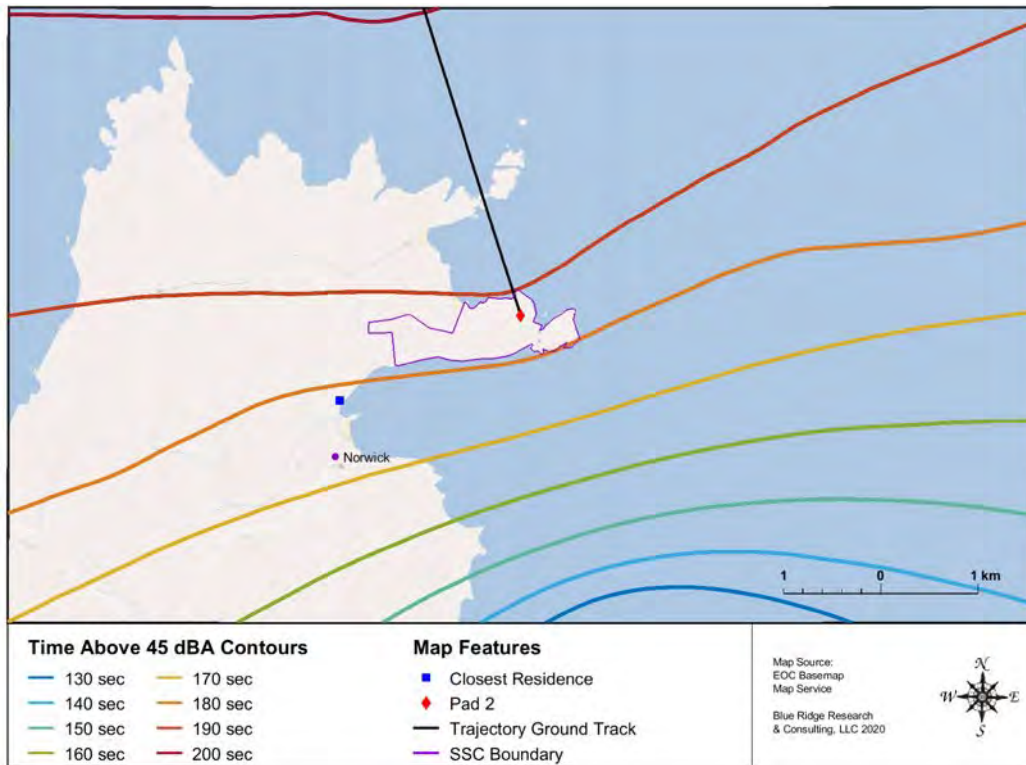 Norwick
1 0 1 km
Time Above 45 dBA Contours
130 sec
140 sec
150 sec
160 sec
170 sec
180 sec
190 sec
200 sec
Map Features
Closest Residence
Pad 2
Trajectory Ground Track
SSC Boundary
Map Source:
EOC Basemap
Map Service
Blue Ridge Research
& Consulting, LLC 2020
N
W E
S